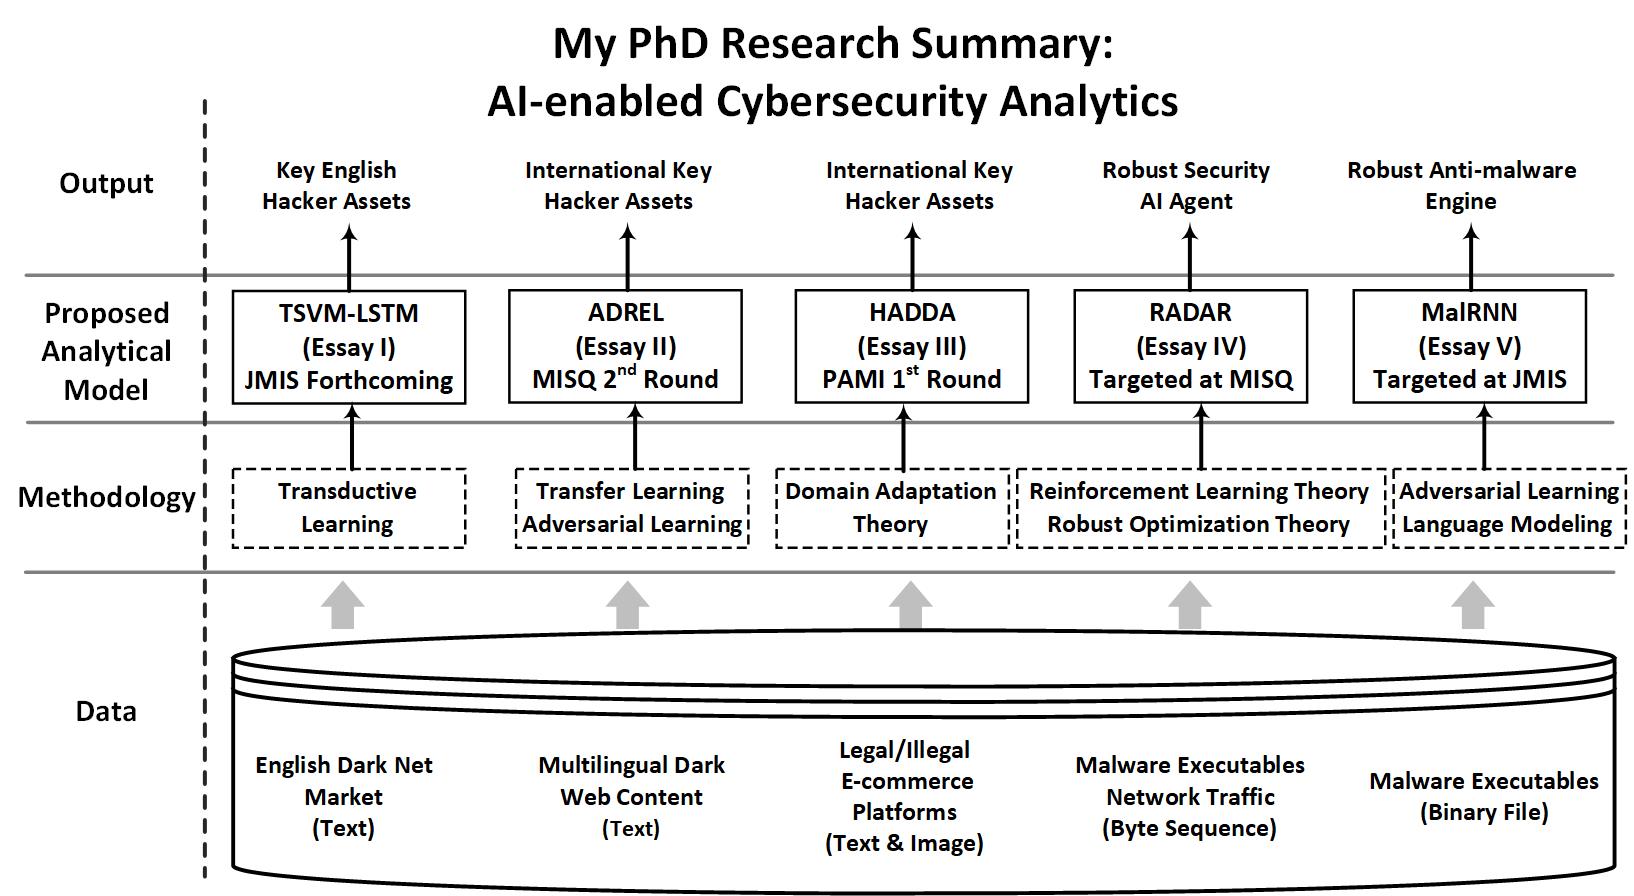 My PhD Research Summary:
AI-enabled Cybersecurity Analytics
Output
Key English
Hacker Assets
International Key
Hacker Assets
International Key
Hacker Assets
Robust Security
AI Agent
Robust Anti-malware
Engine
Proposed
Analytical
Model
TSVM-LSTM
(Essay I)
JMIS Forthcoming
ADREL
(Essay II)
MISQ 2nd Round
HADDA
(Essay III)
PAMI 1st Round
RADAR
(Essay IV)
Targeted at MISQ
MalRNN
(Essay V)
Targeted at JMIS
Methodology
Transductive
Learning
Transfer Learning
Adversarial Learning
Domain Adaptation
Theory
Reinforcement Learning Theory
Robust Optimization Theory
Adversarial Learning
Language Modeling
Data
English Dark Net
Market
(Text)
Multilingual Dark
Web Content
(Text)
Legal/Illegal
E-commerce
Platforms
(Text & Image)
Malware Executables
Network Traffic
(Byte Sequence)
Malware Executables
(Binary File)